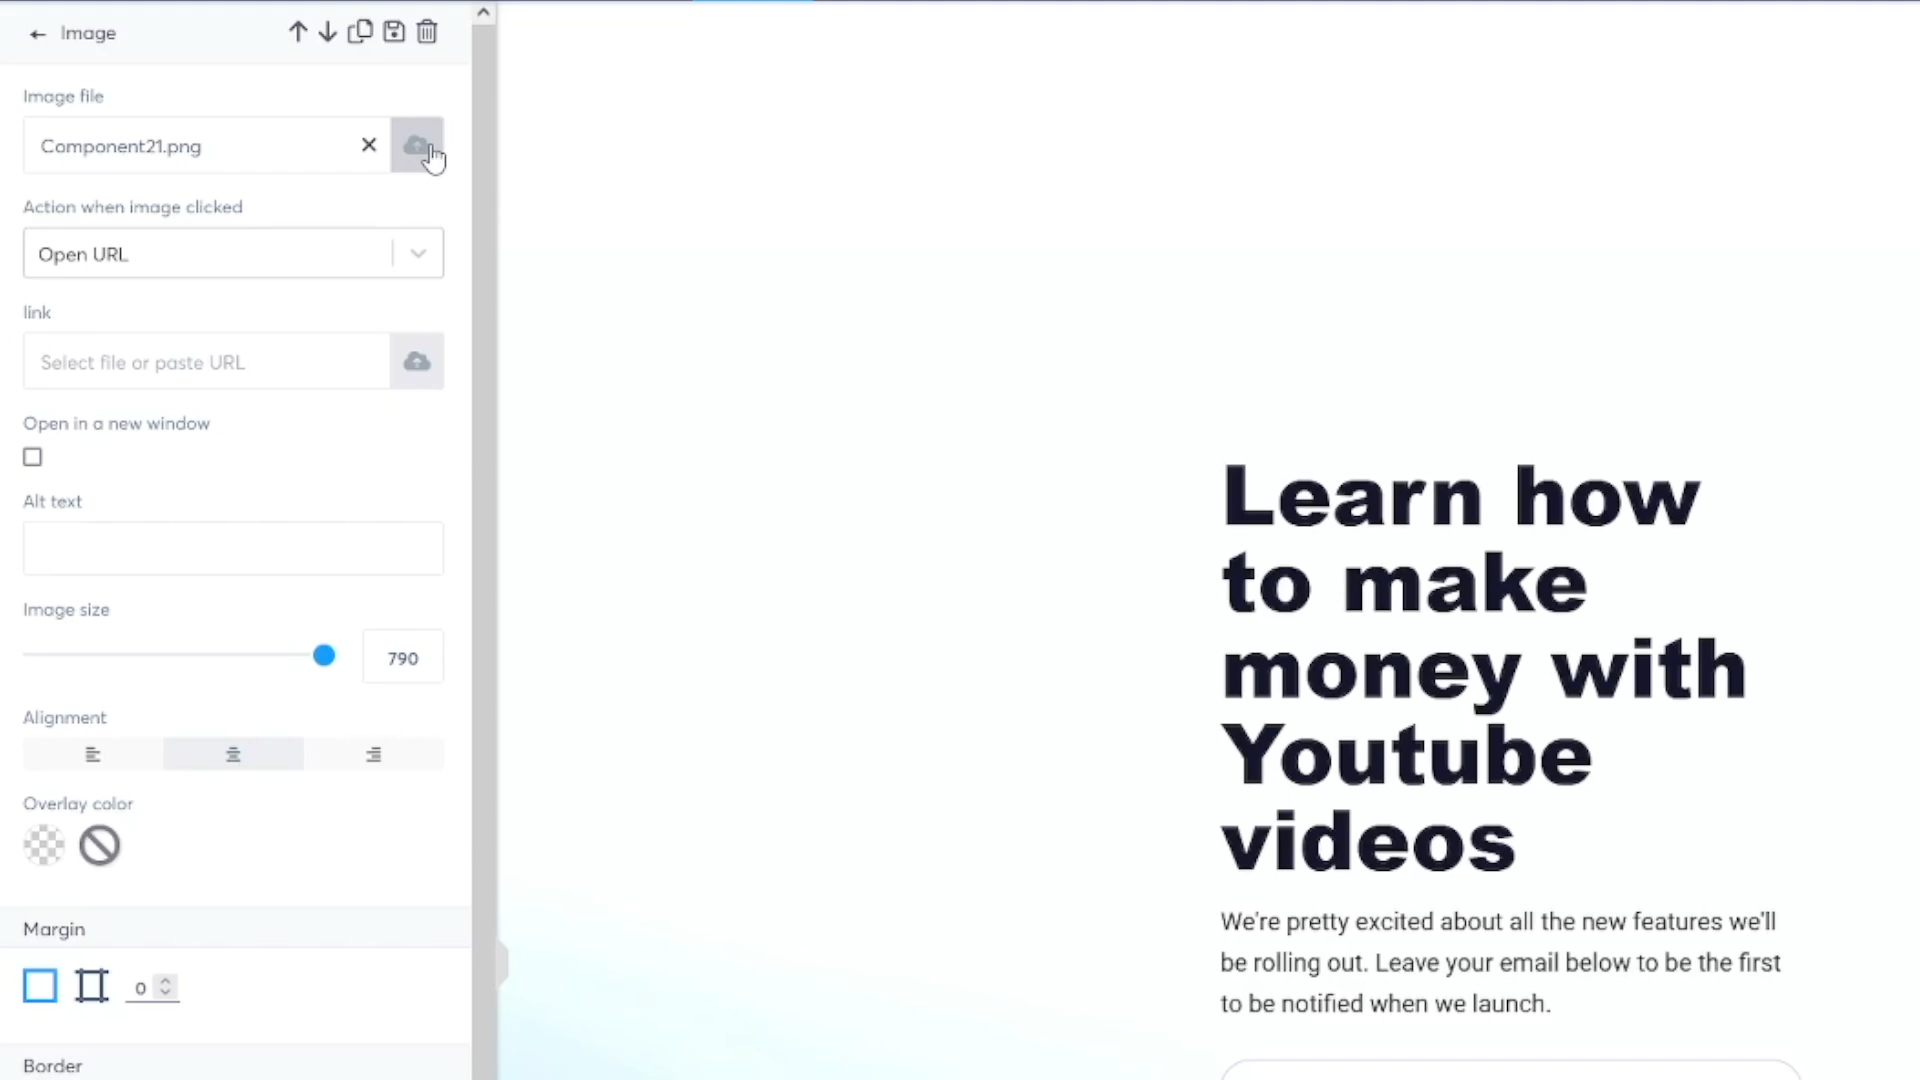 Image
Image file
Component21.png
Action when image clicked
Open URL
link
Select file or paste URL
Open in a new window
Alt text
Image size
790
Alignment
Overlay color
Margin
0
Border
Learn how
to make
money with
Youtube
videos
We're pretty excited about all the new features we'll
be rolling out. Leave your email below to be the first
to be notified when we launch.